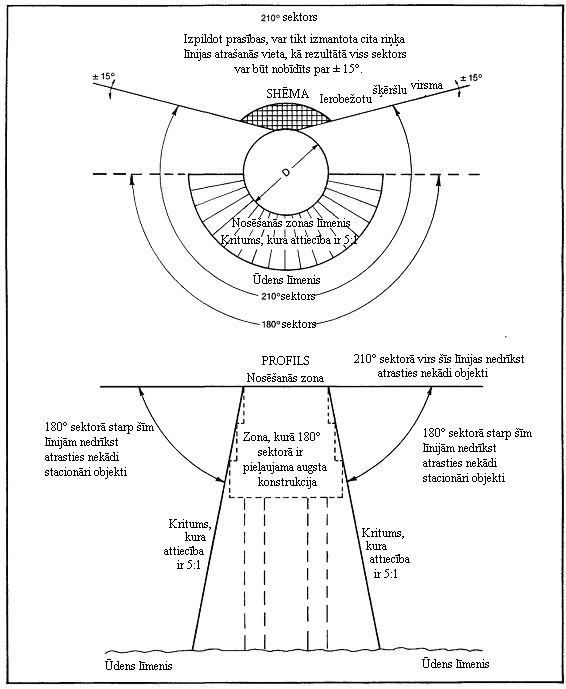 210° sektors
Izpildot prasības, var tikt izmantota cita riņķa
līnijas atrašanās vieta, kā rezultātā viss sektors
var būt nobīdīts par ± 15°.
± 15°
± 15°
SHĒMA
Ierobežotu šķēršļu virsma
D
Nosēšanās zonas līmenis
Kritums, kura attiecība ir 5:1
Ūdens līmenis
210° sektors
180° sektors
PROFILS
Nosēšanās zona
210° sektorā virs šīs līnijas nedrīkst
atrasties nekādi objekti
180° sektorā starp šīm
līnijām nedrīkst
atrasties nekādi
stacionāri objekti
Zona, kurā 180°
sektorā ir
pieļaujama augsta
konstrukcija
180° sektorā starp šīm
līnijām nedrīkst
atrasties nekādi
stacionāri objekti
Kritums,
kura
attiecība
ir 5:1
Kritums,
kura
attiecība
ir 5:1
Ūdens līmenis
Ūdens līmenis